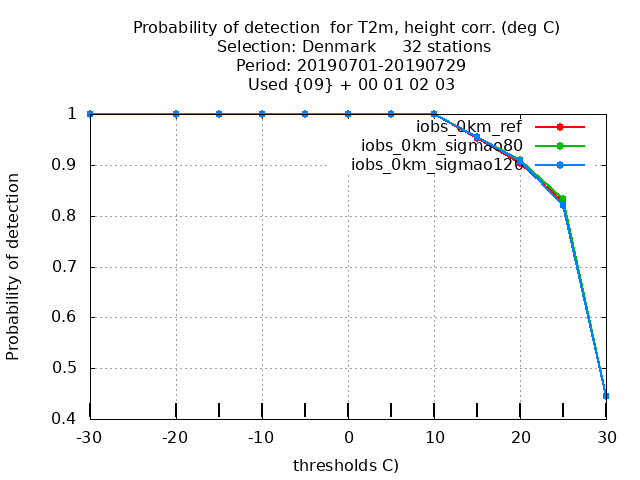 Probability of detection  for T2m, height corr. (deg C)
Selection: Denmark     32 stations
Period: 20190701-20190729
Used {09} + 00 01 02 03
iobs_0km_ref
iobs_0km_sigmao80
iobs_0km_sigmao120
Probability of detection
1
0.9
0.8
0.7
0.6
0.5
0.4
-30 -20 -10 0 10 20 30
thresholds C)